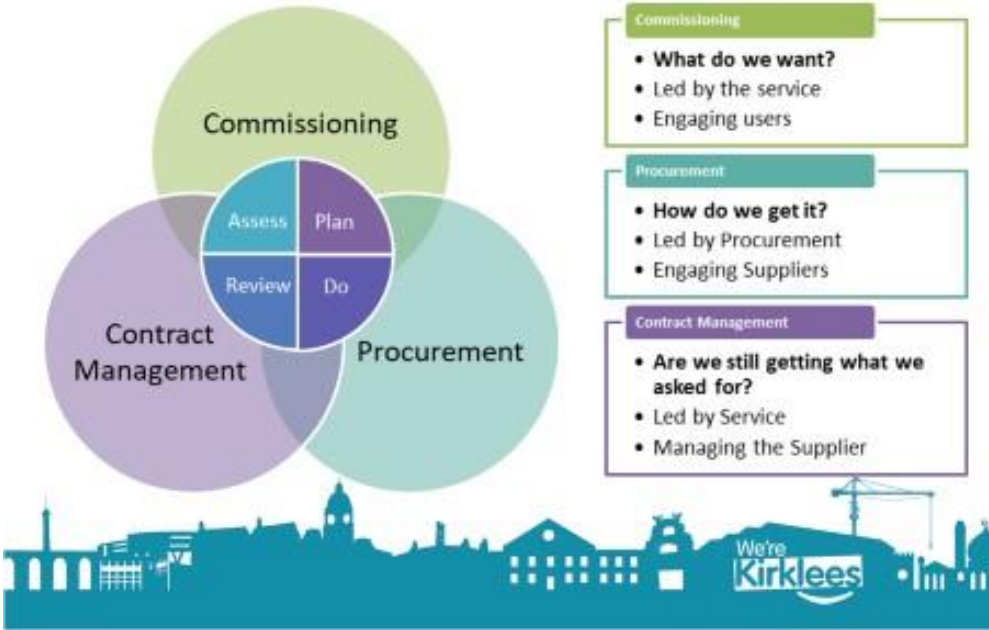 Commissioning
Assess
Plan
Review
Do
Contract
Management
Procurement
Commissioning
• What do we want?
• Led by the service
• Engaging users
Procurement
• How do we get it?
• Led by Procurement
• Engaging Suppliers
Contract Management
• Are we still getting what we
asked for?
• Led by Service
• Managing the Supplier
We're
Kirklees